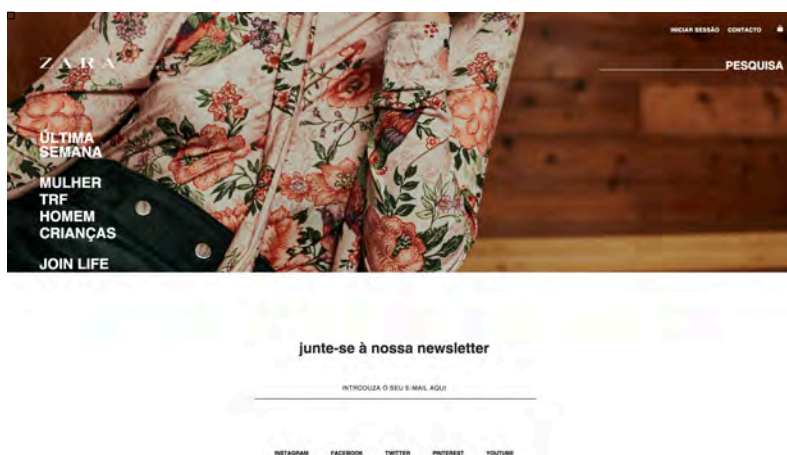 INICIAR SESSÃO CONTACTO
ZARA
PESQUISA
ÚLTIMA
SEMANA
MULHER
TRF
HOMEM
CRIANÇAS
JOIN LIFE
junte-se à nossa newsletter
INTRODUZA O SEU E-MAIL AQUI
INSTAGRAM FACEBOOK TWITTER PINTEREST YOUTUBE